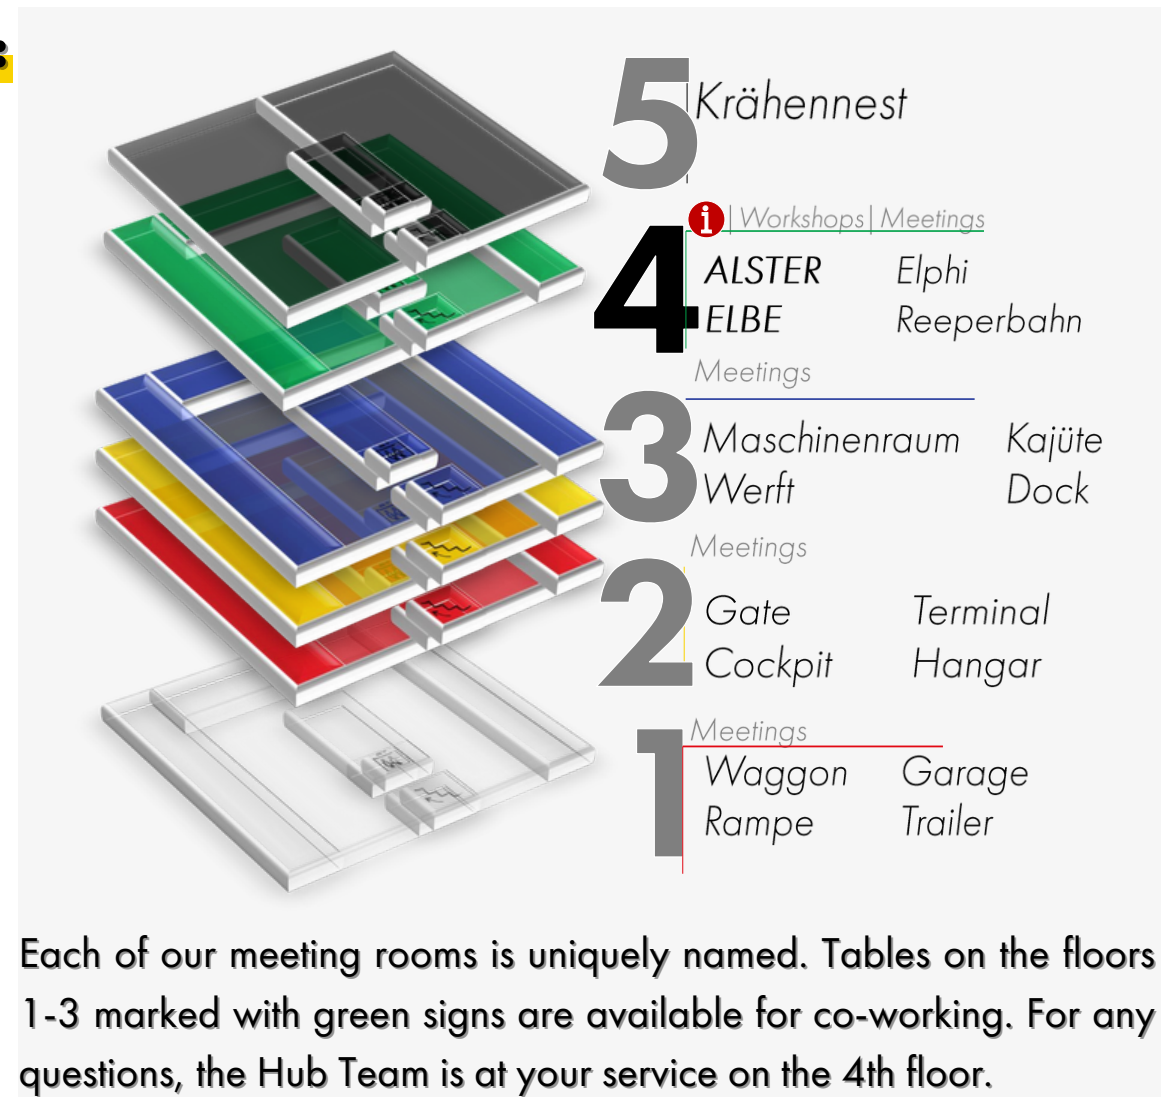 5 Krähennest
i | Workshops | Meetings
4 ALSTER Elphi
ELBE Reeperbahn
Meetings
3 Maschinenraum Kajüte
Werft Dock
Meetings
2 Gate Terminal
Cockpit Hangar
Meetings
1 Waggon Garage
Rampe Trailer
Each of our meeting rooms is uniquely named. Tables on the floors
1-3 marked with green signs are available for co-working. For any
questions, the Hub Team is at your service on the 4th floor.